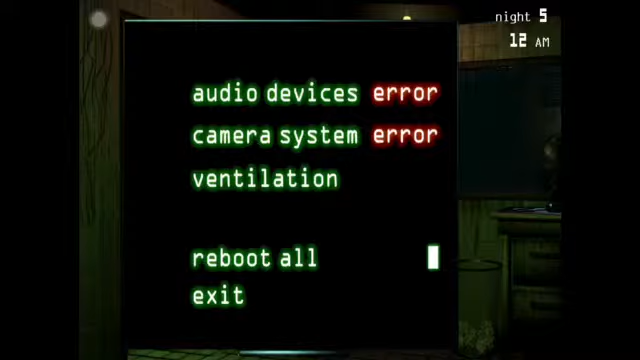 night 5
12 AM
audio devices error
camera system error
ventilation
reboot all
exit